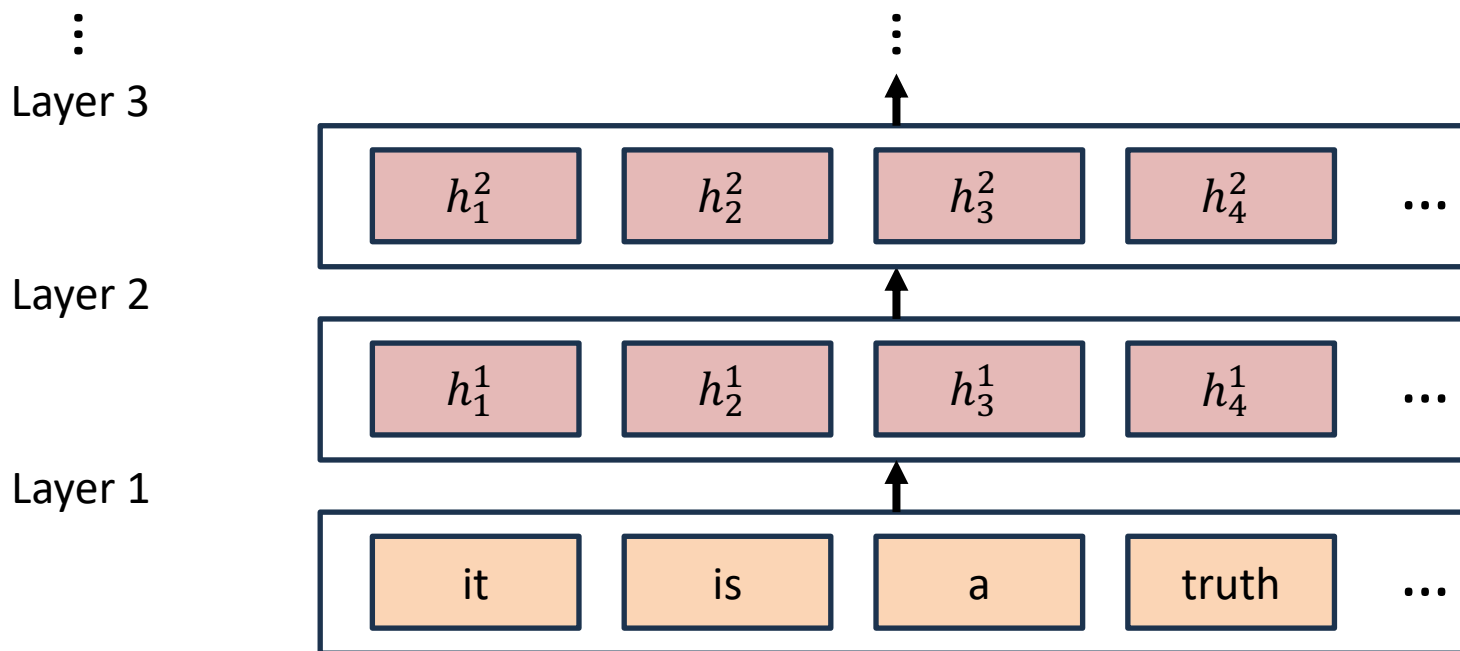 ⋮ ⋮
Layer 3
h_1^2 h_2^2 h_3^2 h_4^2 ...
Layer 2
h_1^1 h_2^1 h_3^1 h_4^1 ...
Layer 1
it is a truth ...